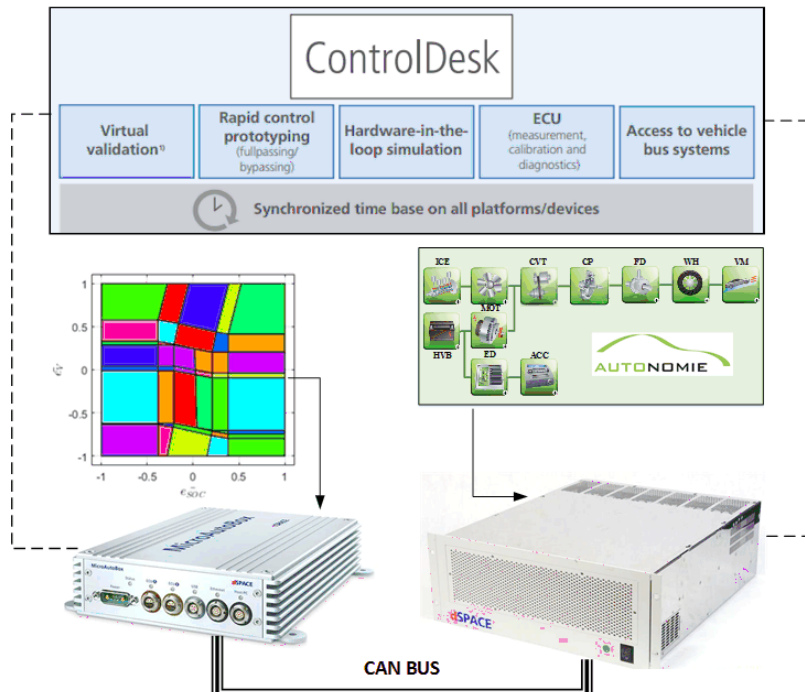 ControlDesk
Virtual
validation¹⁾
Rapid control
prototyping
(fullpassing/
bypassing)
Hardware-in-the-
loop simulation
ECU
(measurement,
calibration and
diagnostics)
Access to vehicle
bus systems
Synchronized time base on all platforms/devices
1
0.5
0
-0.5
-1
ϵ̄_V
-1
-0.5
0
0.5
1
ϵ̄_SOC
ICE
CVT
CP
FD
WH
VM
MOT
HVB
ED
ACC
AUTONOMIE
MicroAutoBox
MicroAutoBox
dSPACE
dSPACE
CAN BUS